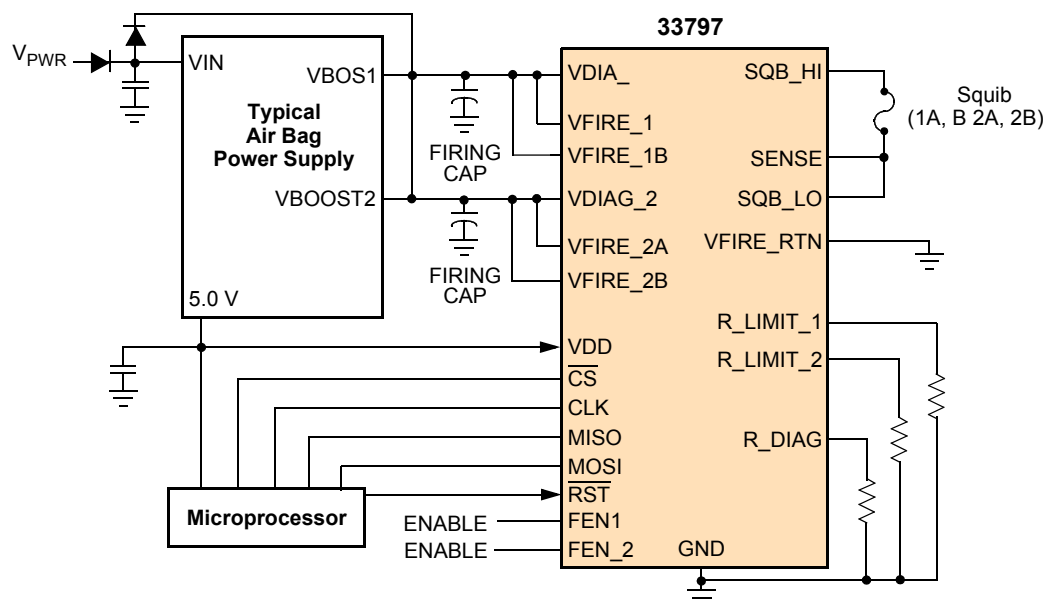 33797
VPWR
VIN
VBOS1
Typical
Air Bag
Power Supply
VBOOST2
5.0 V
FIRING
CAP
FIRING
CAP
VDIA_
VFIRE_1
VFIRE_1B
VDIAG_2
VFIRE_2A
VFIRE_2B
VDD
CS
CLK
MISO
MOSI
RST
FEN1
FEN_2
GND
SQB_HI
SENSE
SQB_LO
VFIRE_RTN
R_LIMIT_1
R_LIMIT_2
R_DIAG
Squib
(1A, B 2A, 2B)
Microprocessor
ENABLE
ENABLE